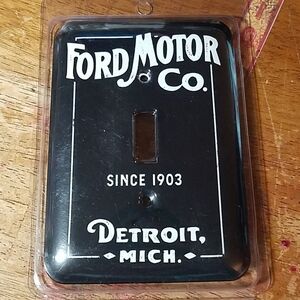 FORD MOTOR
CO.
SINCE 1903
DETROIT,
MICH.